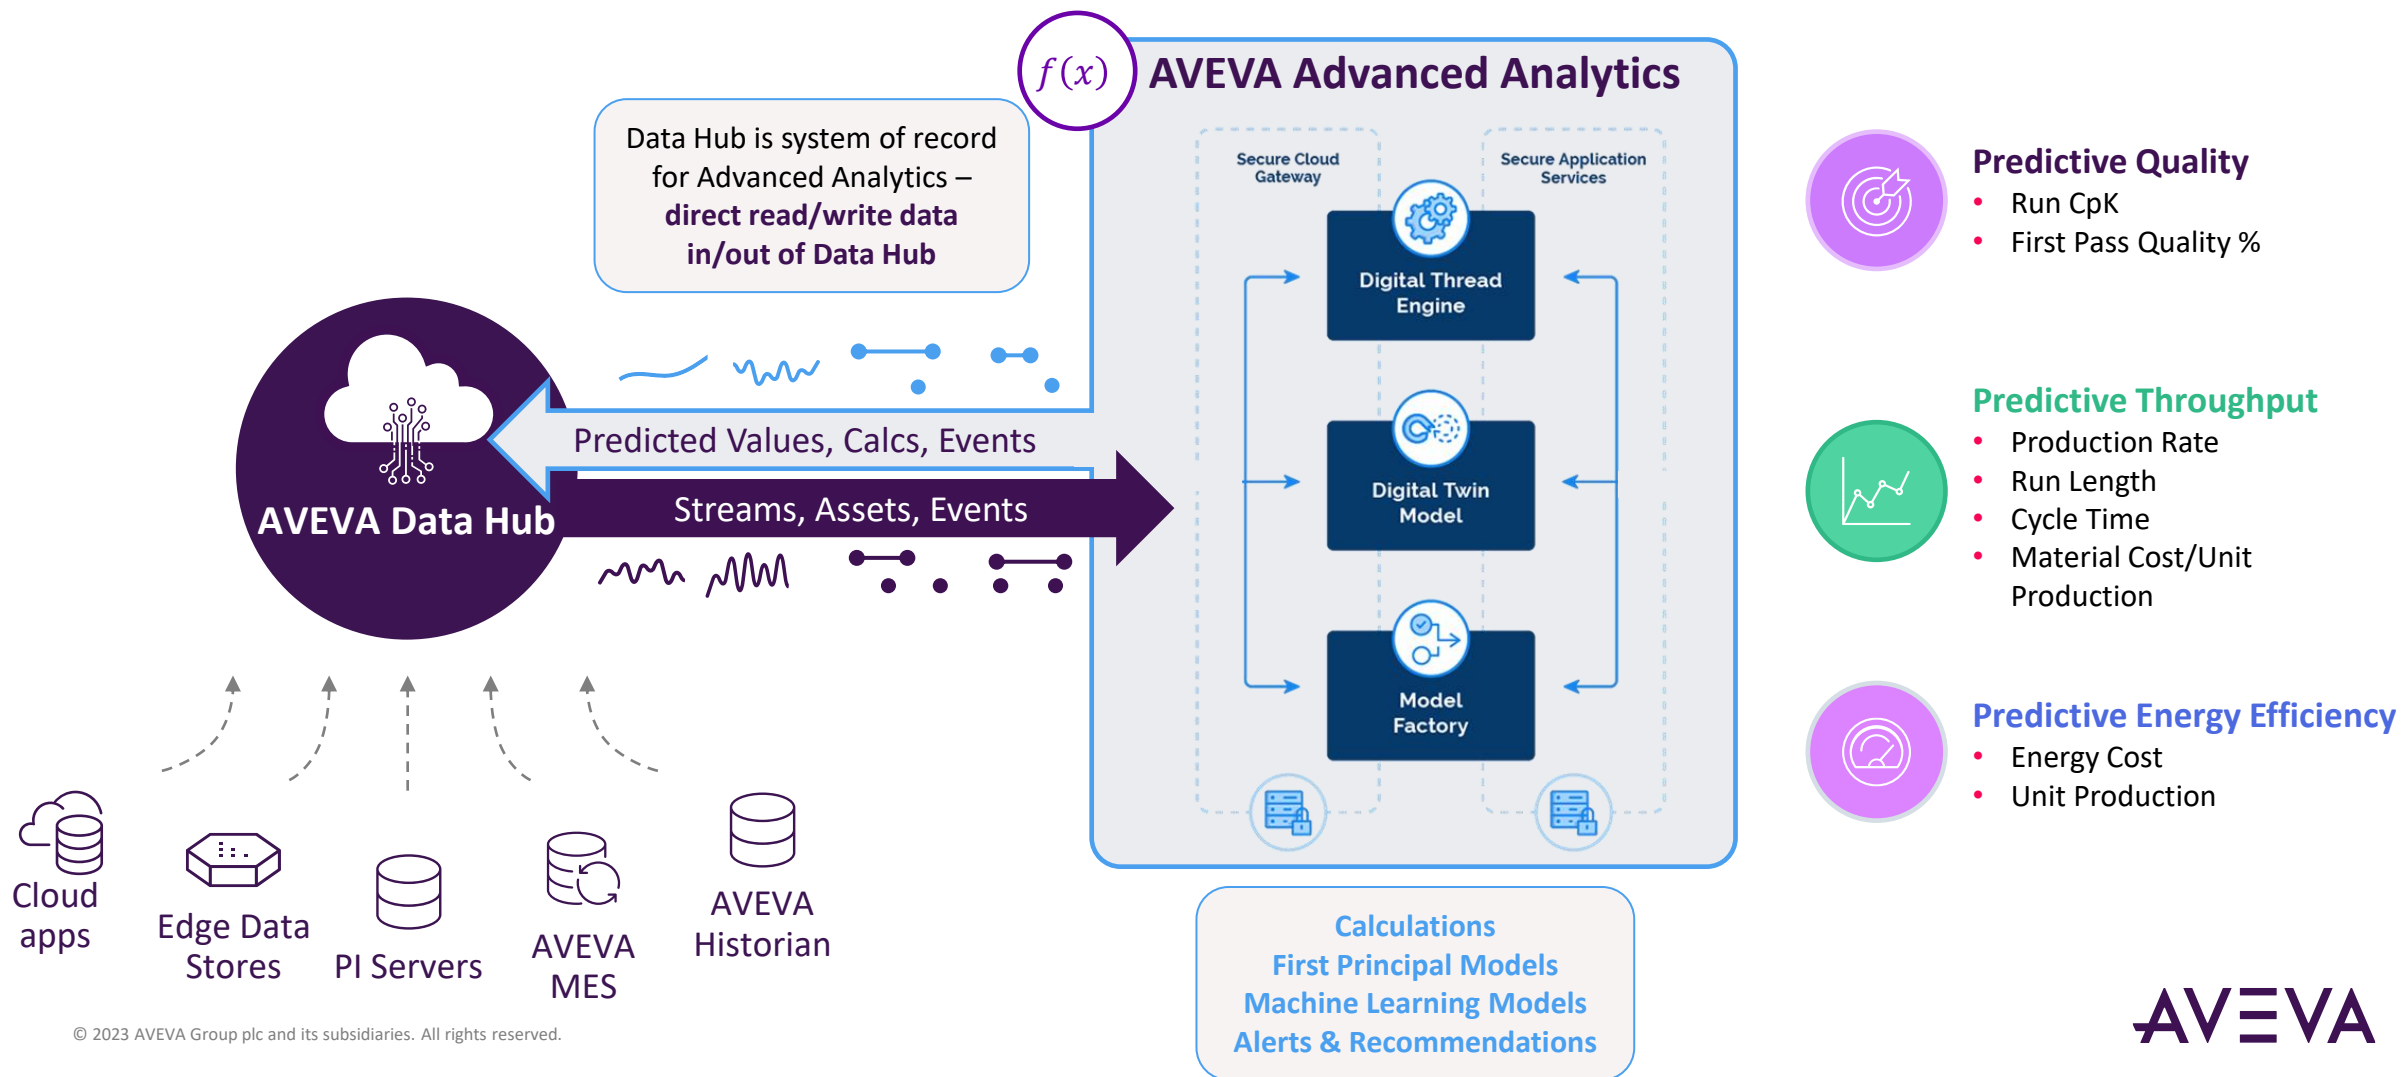 f(x)
AVEVA Advanced Analytics
Data Hub is system of record
for Advanced Analytics –
direct read/write data
in/out of Data Hub
Secure Cloud
Gateway
Secure Application
Services
Digital Thread
Engine
Digital Twin
Model
Model
Factory
Predicted Values, Calcs, Events
Streams, Assets, Events
AVEVA Data Hub
Cloud
apps
Edge Data
Stores
PI Servers
AVEVA
MES
AVEVA
Historian
Calculations
First Principal Models
Machine Learning Models
Alerts & Recommendations
Predictive Quality
• Run CpK
• First Pass Quality %
Predictive Throughput
• Production Rate
• Run Length
• Cycle Time
• Material Cost/Unit
Production
Predictive Energy Efficiency
• Energy Cost
• Unit Production
© 2023 AVEVA Group plc and its subsidiaries. All rights reserved.
AVEVA